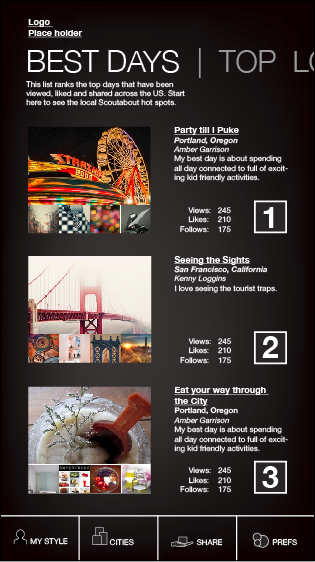 Logo
Place holder
BEST DAYS | TOP LO
This list ranks the top days that have been
viewed, liked and shared across the US. Start
here to see the local Scoutabout hot spots.
Party till I Puke
Portland, Oregon
Amber Garrison
My best day is about spending
all day connected to full of excit-
ing kid friendly activities.
Views: 245
Likes: 210
Follows: 175
1
Seeing the Sights
San Francisco, California
Kenny Loggins
I love seeing the tourist traps.
Views: 245
Likes: 210
Follows: 175
2
Eat your way through
the City
Portland, Oregon
Amber Garrison
My best day is about spending
all day connected to full of excit-
ing kid friendly activities.
Views: 245
Likes: 210
Follows: 175
3
MY STYLE
CITIES
SHARE
PREFS